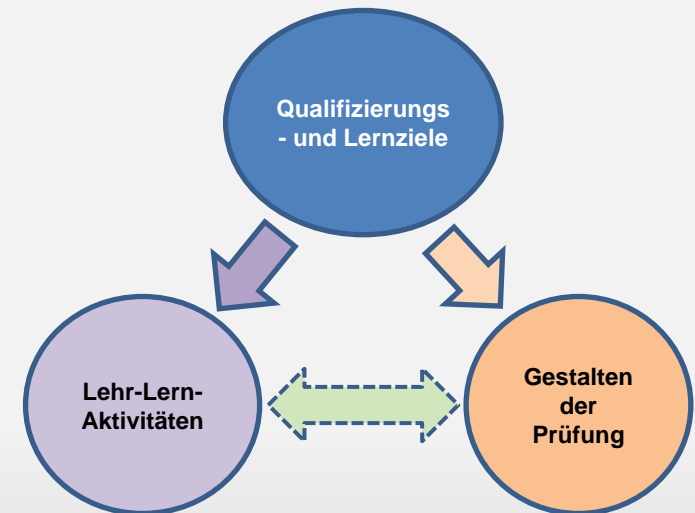 Qualifizierungs
- und Lernziele
Lehr-Lern-
Aktivitäten
Gestalten
der
Prüfung